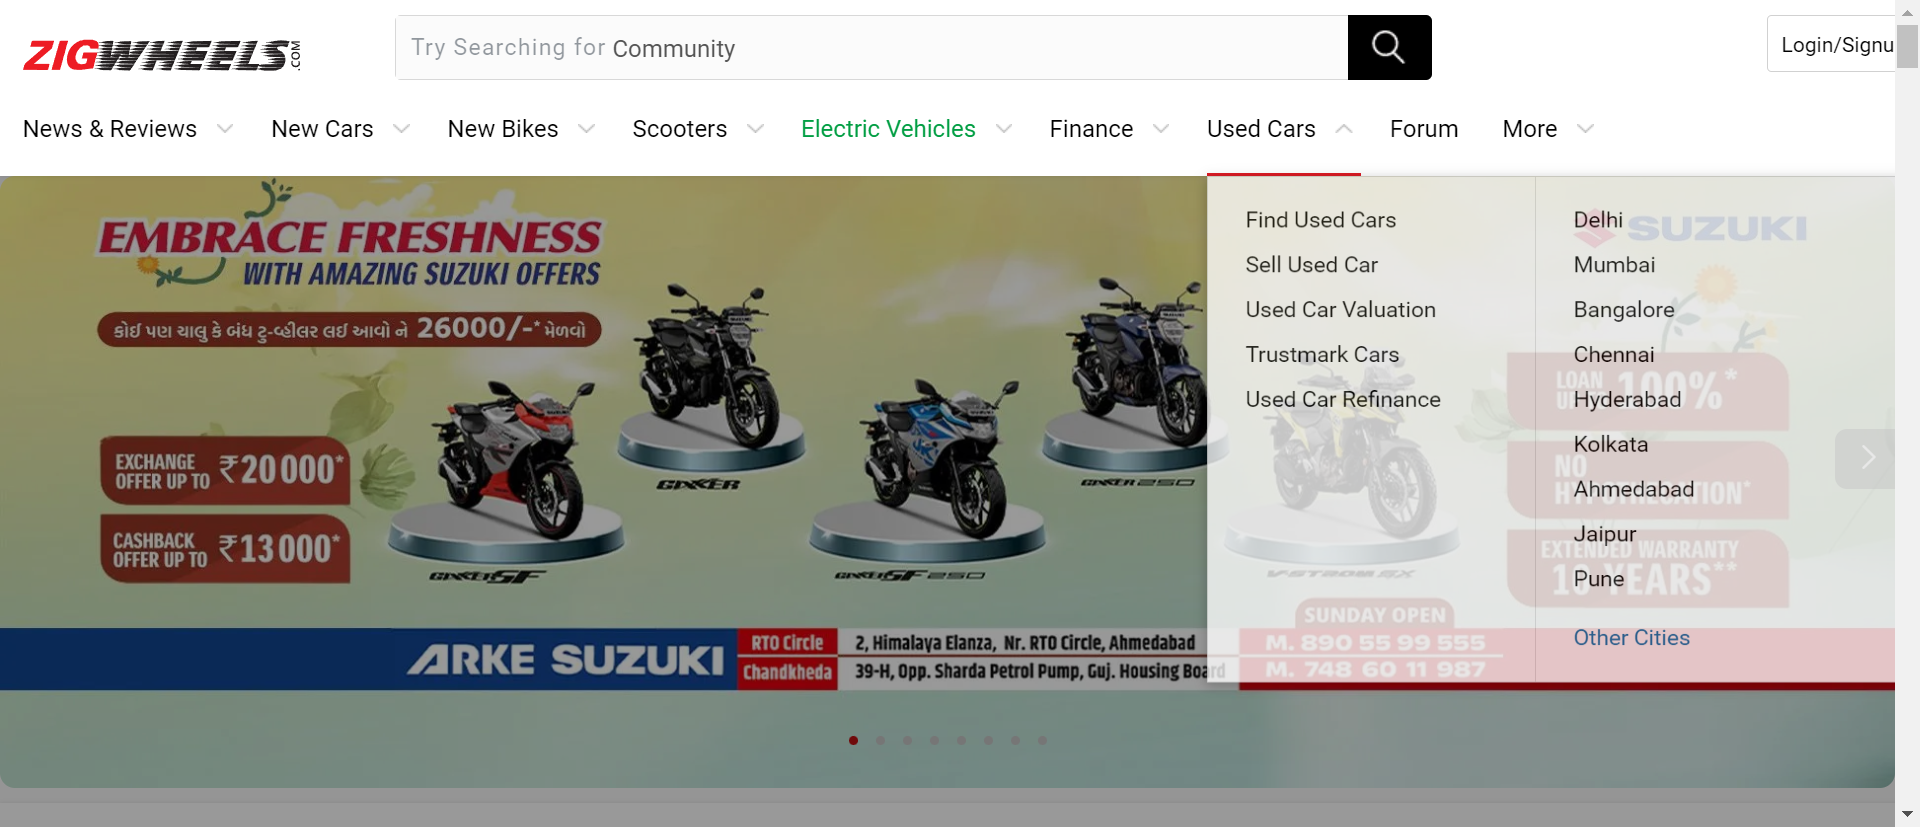 ZIGWHEELS.COM
Try Searching for Community
Login/Signu
News & Reviews
New Cars
New Bikes
Scooters
Electric Vehicles
Finance
Used Cars
Forum
More
EMBRACE FRESHNESS
WITH AMAZING SUZUKI OFFERS
કોઈ પણ ચાલુ કે બંધ ટુ-વ્હીલર લઈ આવો ને 26000/-* મેળવો
EXCHANGE
OFFER UP TO ₹20000*
CASHBACK
OFFER UP TO ₹13000*
GIXXER
GIXXER 250
GIXXER SF
GIXXER SF 250
V-STROM SX
Find Used Cars
Sell Used Car
Used Car Valuation
Trustmark Cars
Used Car Refinance
Delhi
Mumbai
Bangalore
Chennai
Hyderabad
Kolkata
Ahmedabad
Jaipur
Pune
Other Cities
SUZUKI
LOAN
100%*
NO
HYPOTHECATION*
EXTENDED WARRANTY
10 YEARS**
SUNDAY OPEN
M. 890 55 99 555
M. 748 60 11 987
ARKE SUZUKI
RTO Circle
2, Himalaya Elanza, Nr. RTO Circle, Ahmedabad
Chandkheda
39-H, Opp. Sharda Petrol Pump, Guj. Housing Board